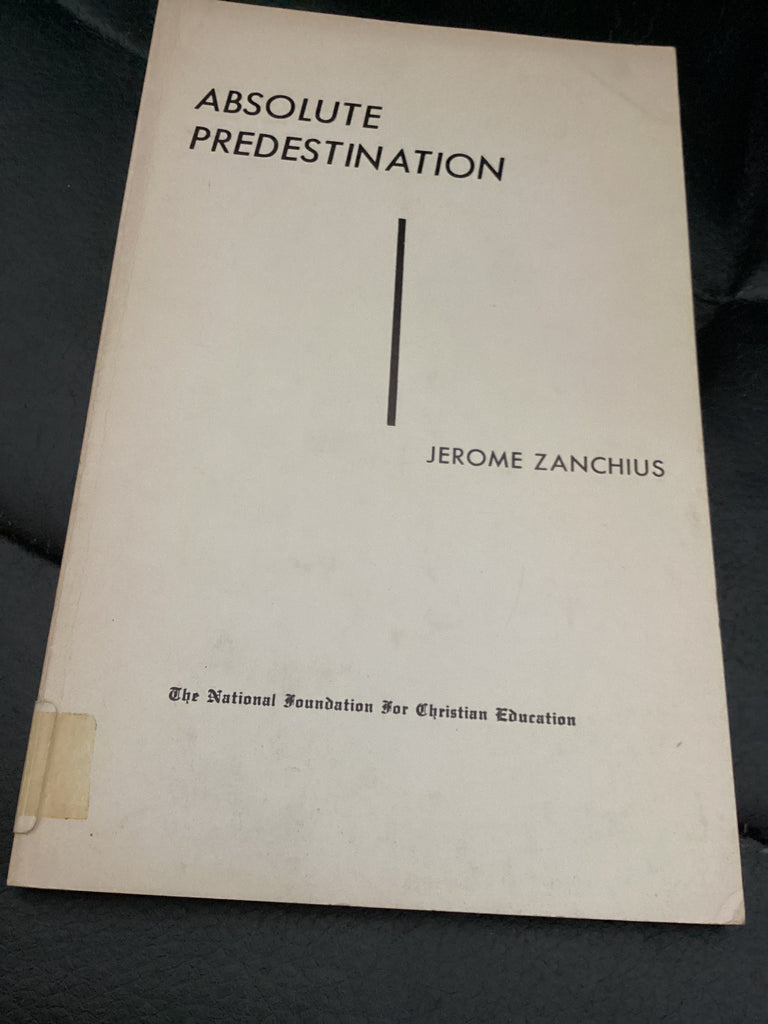 ABSOLUTE
PREDESTINATION
JEROME ZANCHIUS
The National Foundation For Christian Education